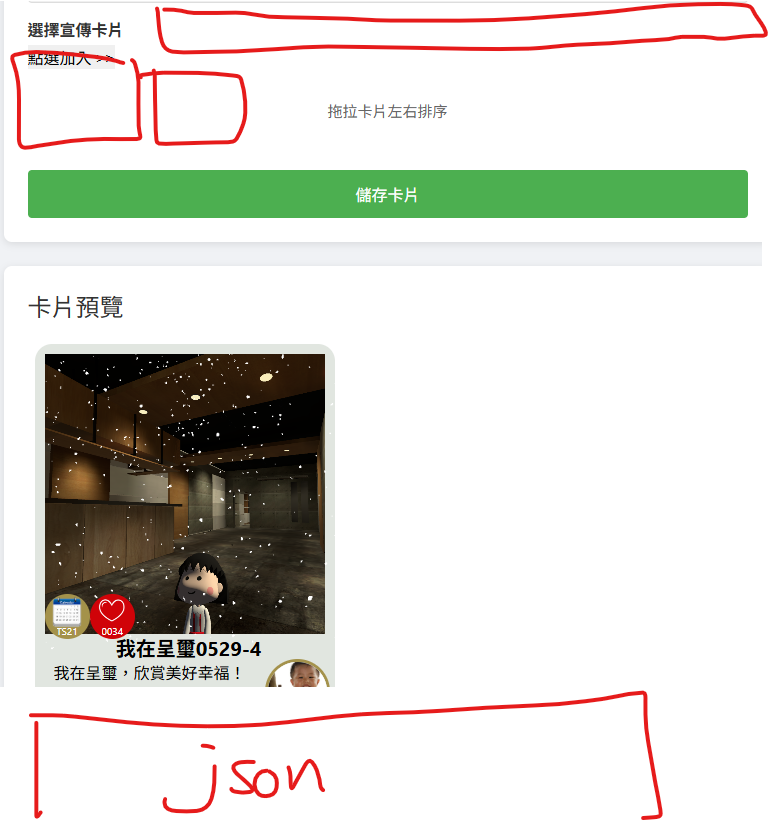 選擇宣傳卡片
點選加入 >>
拖拉卡片左右排序
儲存卡片
卡片預覽
Calendar
TS21
0034
我在呈璽0529-4
我在呈璽，欣賞美好幸福！
json